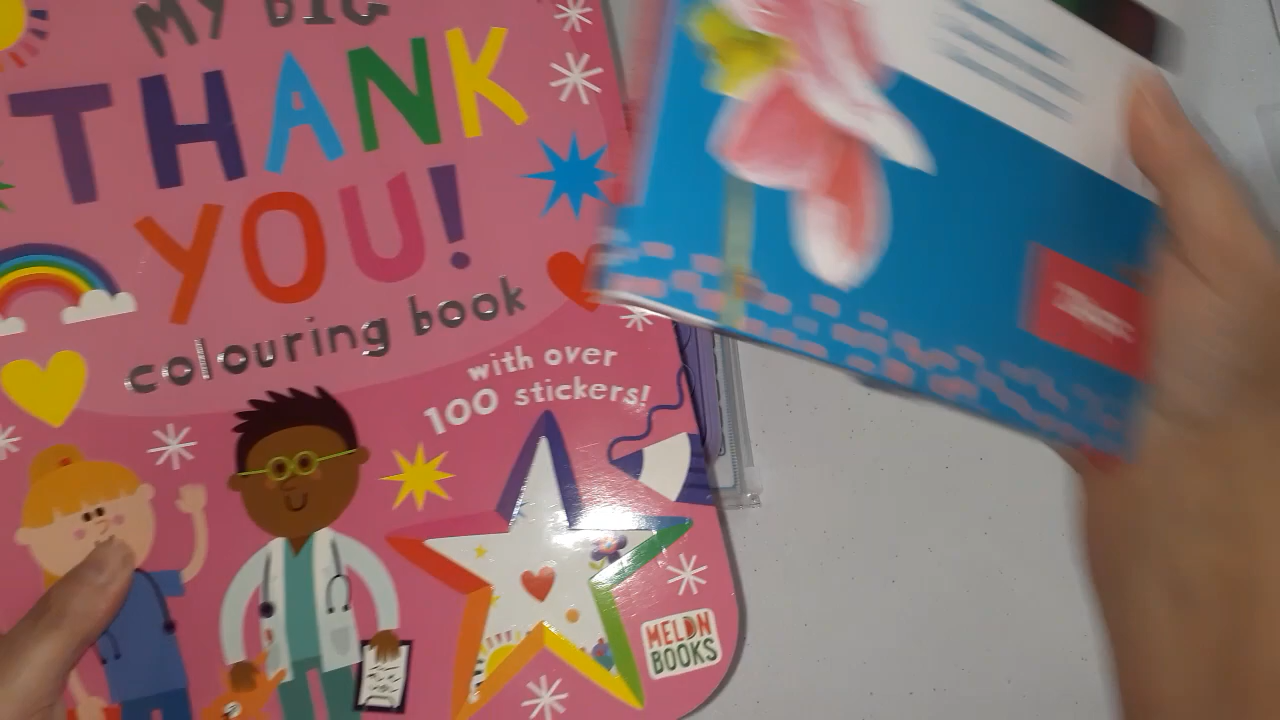 MY BIG
THANK
YOU!
colouring book
with over
100 stickers!
MELON
BOOKS